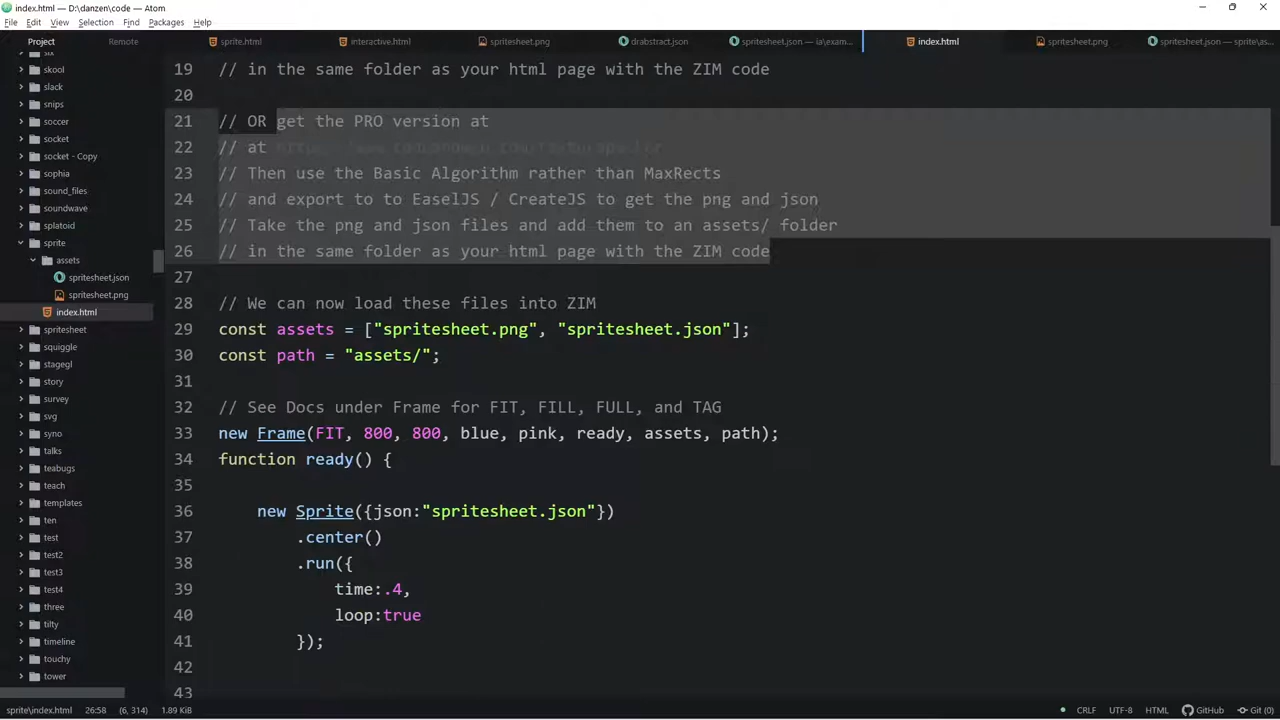 index.html — D:\danzen\code — Atom
File Edit View Selection Find Packages Help
Project Remote sprite.html interactive.html spritesheet.png drabstract.json spritesheet.json — ia\exam... index.html spritesheet.png spritesheet.json — sprite\as...
six
skool
slack
snips
soccer
socket
socket - Copy
sophia
sound_files
soundwave
splatoid
sprite
assets
spritesheet.json
spritesheet.png
index.html
spritesheet
squiggle
stagegl
story
survey
svg
syno
talks
teabugs
teach
templates
ten
test
test2
test3
test4
three
tilty
timeline
touchy
tower
19 // in the same folder as your html page with the ZIM code
20
21 // OR get the PRO version at
22 // at
23 // Then use the Basic Algorithm rather than MaxRects
24 // and export to to EaselJS / CreateJS to get the png and json
25 // Take the png and json files and add them to an assets/ folder
26 // in the same folder as your html page with the ZIM code
27
28 // We can now load these files into ZIM
29 const assets = ["spritesheet.png", "spritesheet.json"];
30 const path = "assets/";
31
32 // See Docs under Frame for FIT, FILL, FULL, and TAG
33 new Frame(FIT, 800, 800, blue, pink, ready, assets, path);
34 function ready() {
35
36 new Sprite({json:"spritesheet.json"})
37 .center()
38 .run({
39 time:.4,
40 loop:true
41 });
42
43
sprite\index.html 26:58 (6, 314) 1.89 KiB CRLF UTF-8 HTML GitHub Git (0)